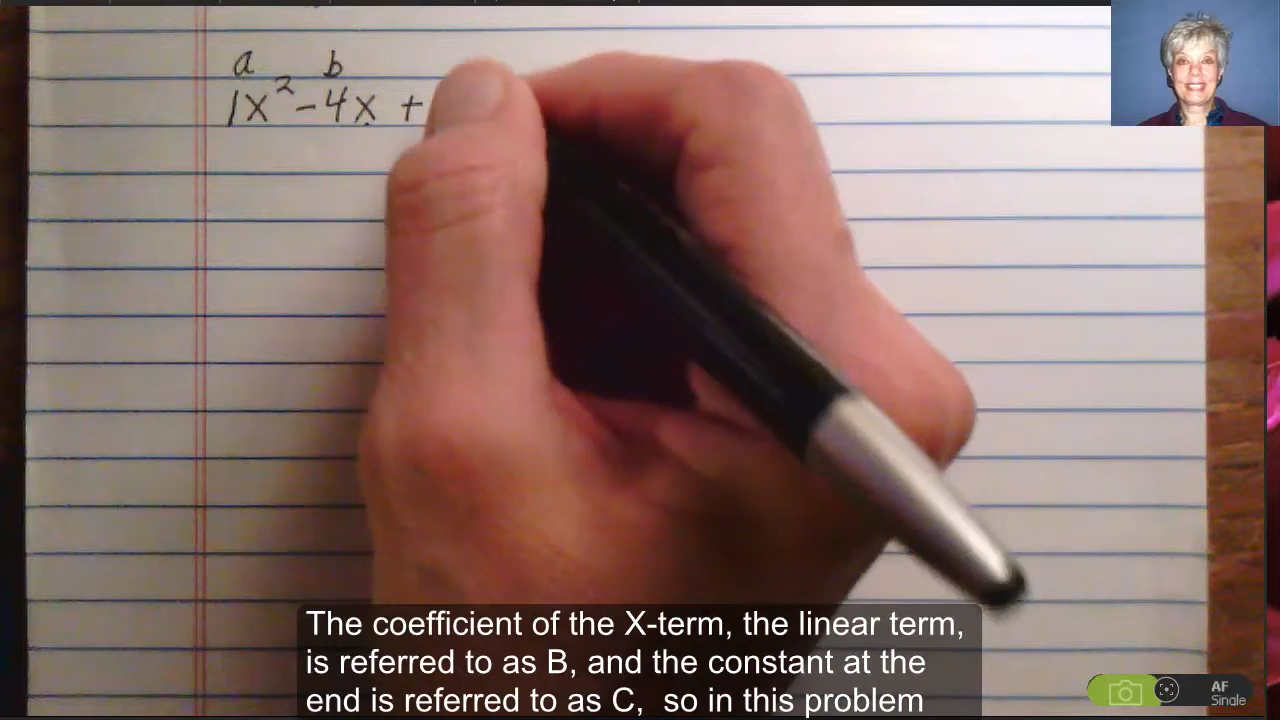 a b
1x² - 4x +
The coefficient of the X-term, the linear term,
is referred to as B, and the constant at the
end is referred to as C, so in this problem
AF
Single